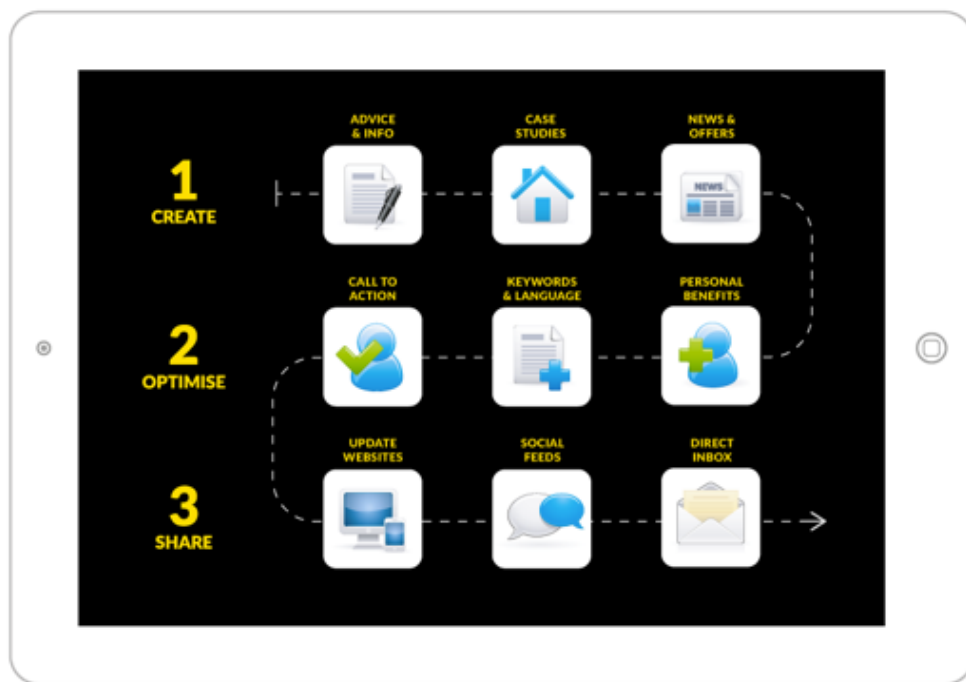 ADVICE
& INFO
CASE
STUDIES
NEWS &
OFFERS
1
CREATE
NEWS
CALL TO
ACTION
KEYWORDS
& LANGUAGE
PERSONAL
BENEFITS
2
OPTIMISE
UPDATE
WEBSITES
SOCIAL
FEEDS
DIRECT
INBOX
3
SHARE